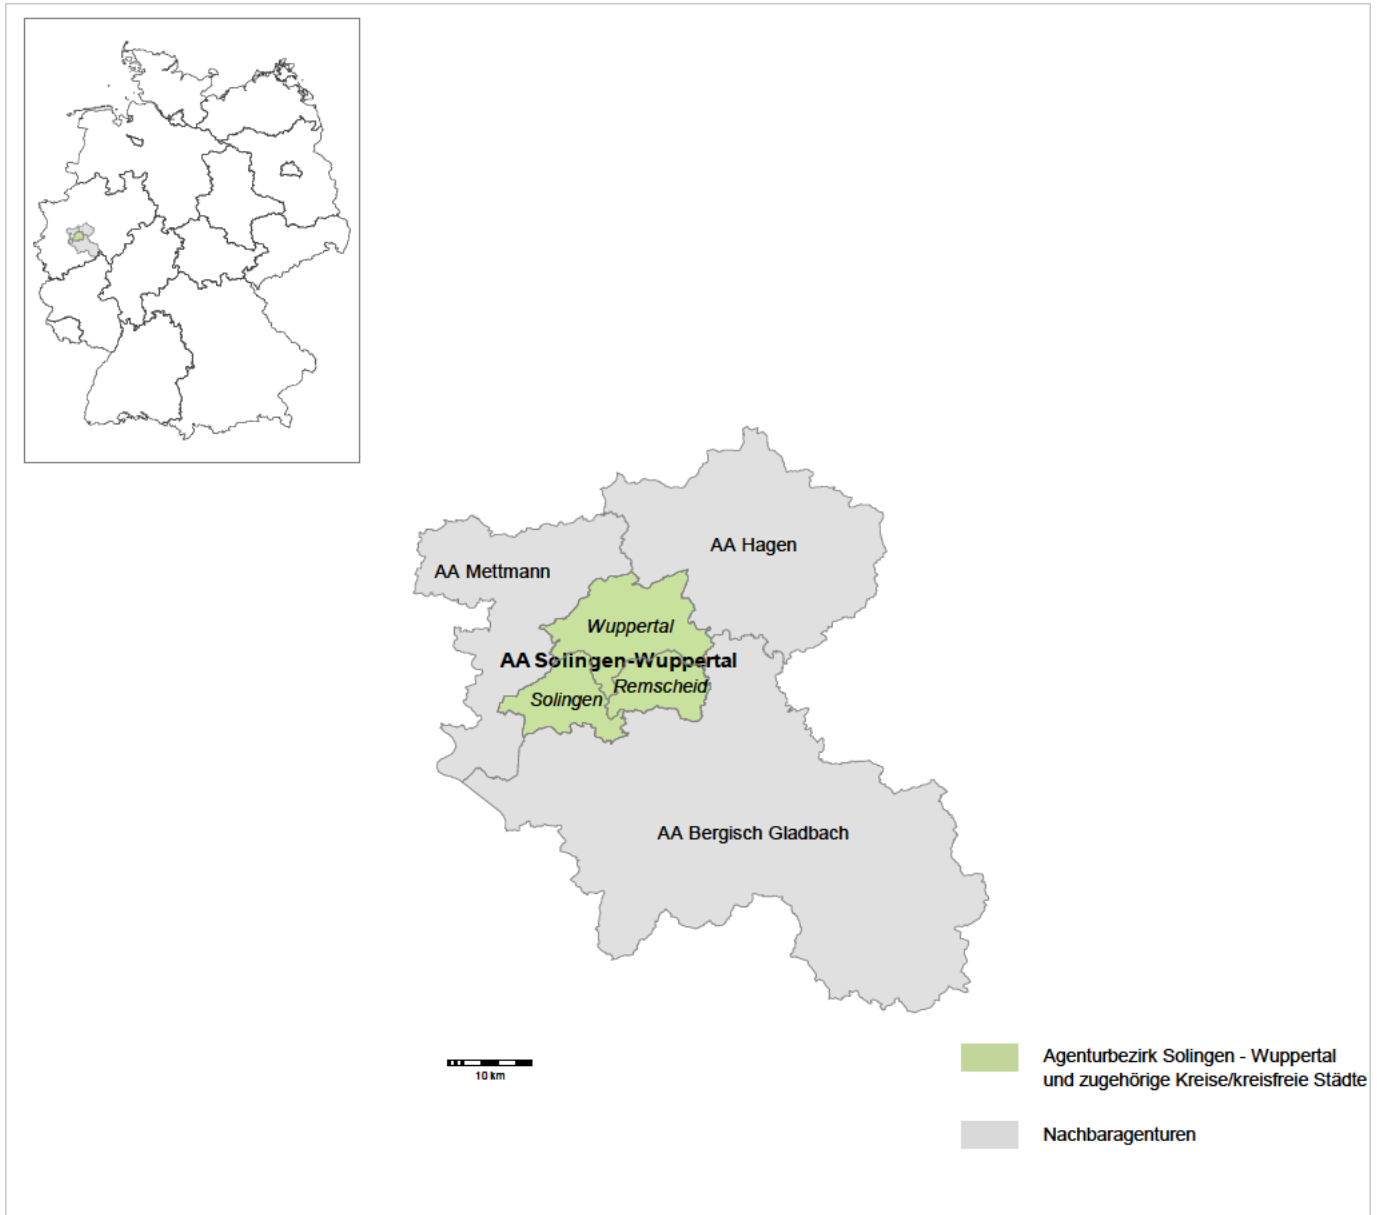 AA Hagen
AA Mettmann
Wuppertal
AA Solingen-Wuppertal
Remscheid
Solingen
AA Bergisch Gladbach
10 km
Agenturbezirk Solingen - Wuppertal
und zugehörige Kreise/kreisfreie Städte
Nachbaragenturen